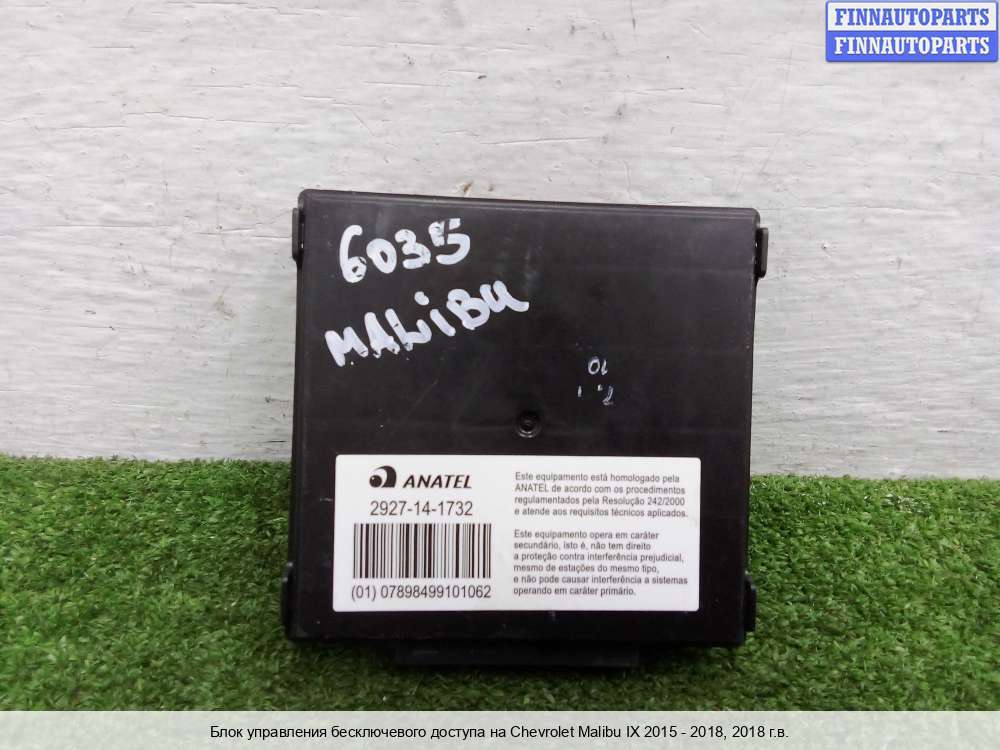 FINNAUTOPARTS
FINNAUTOPARTS
6035
MALiBU
ANATEL
2927-14-1732
(01) 07898499101062
Este equipamento está homologado pela
ANATEL de acordo com os procedimentos
regulamentados pela Resolução 242/2000
e atende aos requisitos técnicos aplicados.
Este equipamento opera em caráter
secundário, isto é, não tem direito
a proteção contra interferência prejudicial,
mesmo de estações do mesmo tipo,
e não pode causar interferência a sistemas
operando em caráter primário.
Блок управления бесключевого доступа на Chevrolet Malibu IX 2015 - 2018, 2018 г.в.